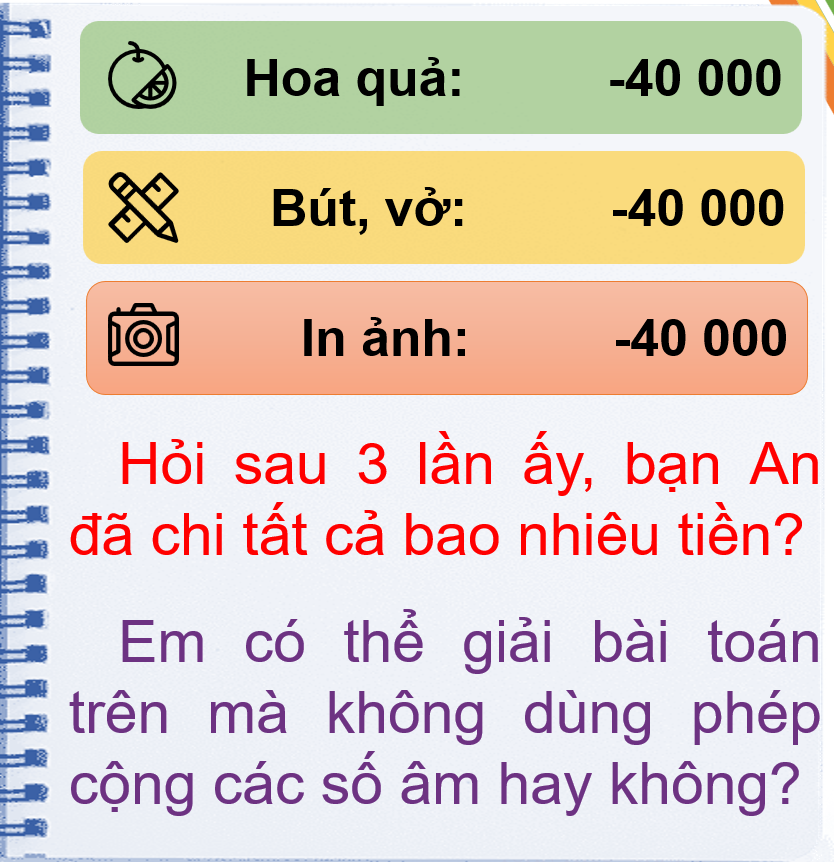 Hoa quả: -40 000
Bút, vở: -40 000
In ảnh: -40 000
Hỏi sau 3 lần ấy, bạn An
đã chi tất cả bao nhiêu tiền?
Em có thể giải bài toán
trên mà không dùng phép
cộng các số âm hay không?